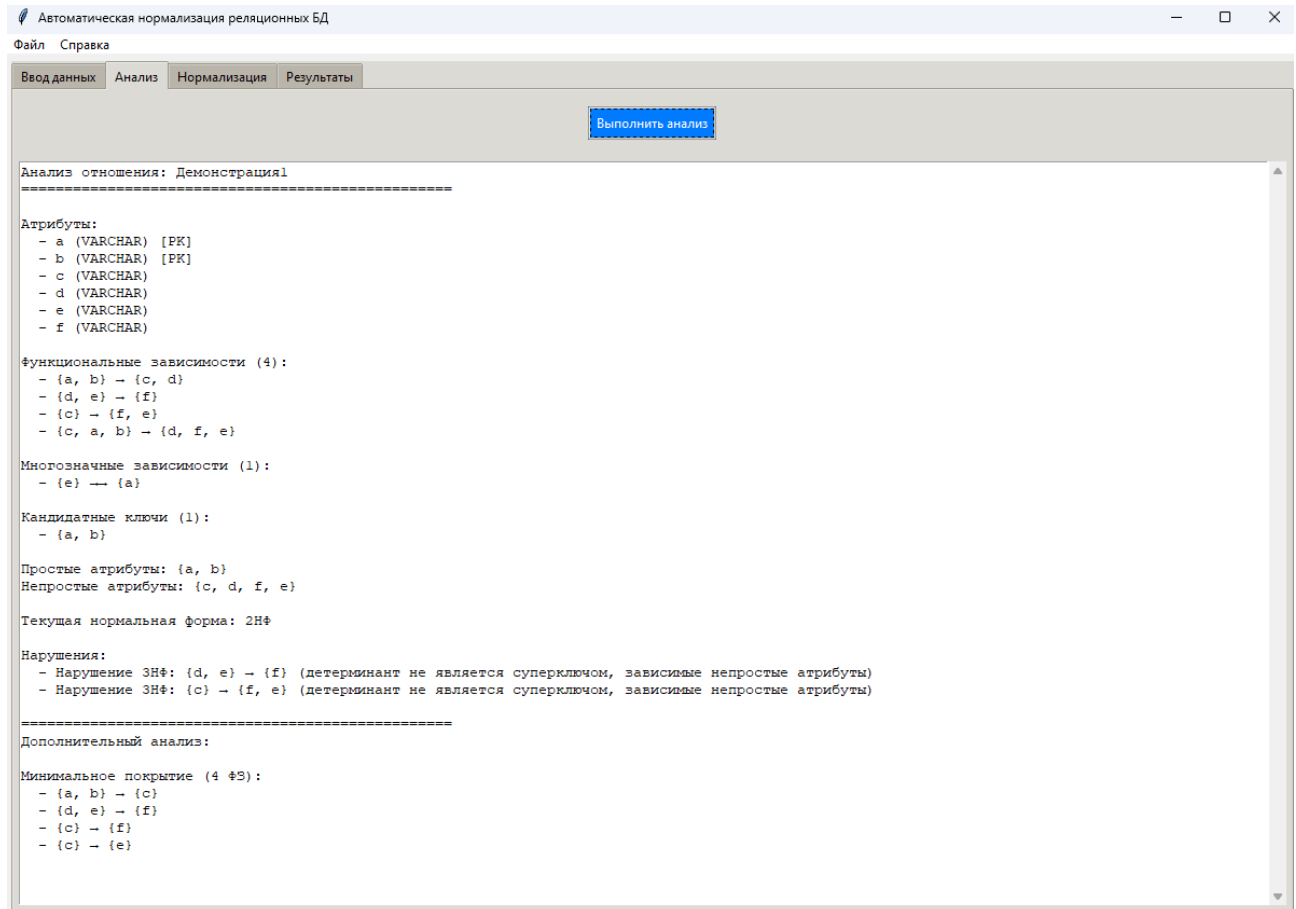 Автоматическая нормализация реляционных БД
Файл Справка
Ввод данных Анализ Нормализация Результаты
Выполнить анализ
Анализ отношения: Демонстрация1
==================================================
Атрибуты:
- a (VARCHAR) [PK]
- b (VARCHAR) [PK]
- c (VARCHAR)
- d (VARCHAR)
- e (VARCHAR)
- f (VARCHAR)
Функциональные зависимости (4):
- {a, b} → {c, d}
- {d, e} → {f}
- {c} → {f, e}
- {c, a, b} → {d, f, e}
Многозначные зависимости (1):
- {e} →→ {a}
Кандидатные ключи (1):
- {a, b}
Простые атрибуты: {a, b}
Непростые атрибуты: {c, d, f, e}
Текущая нормальная форма: 2НФ
Нарушения:
- Нарушение 3НФ: {d, e} → {f} (детерминант не является суперключом, зависимые непростые атрибуты)
- Нарушение 3НФ: {c} → {f, e} (детерминант не является суперключом, зависимые непростые атрибуты)
==================================================
Дополнительный анализ:
Минимальное покрытие (4 ФЗ):
- {a, b} → {c}
- {d, e} → {f}
- {c} → {f}
- {c} → {e}